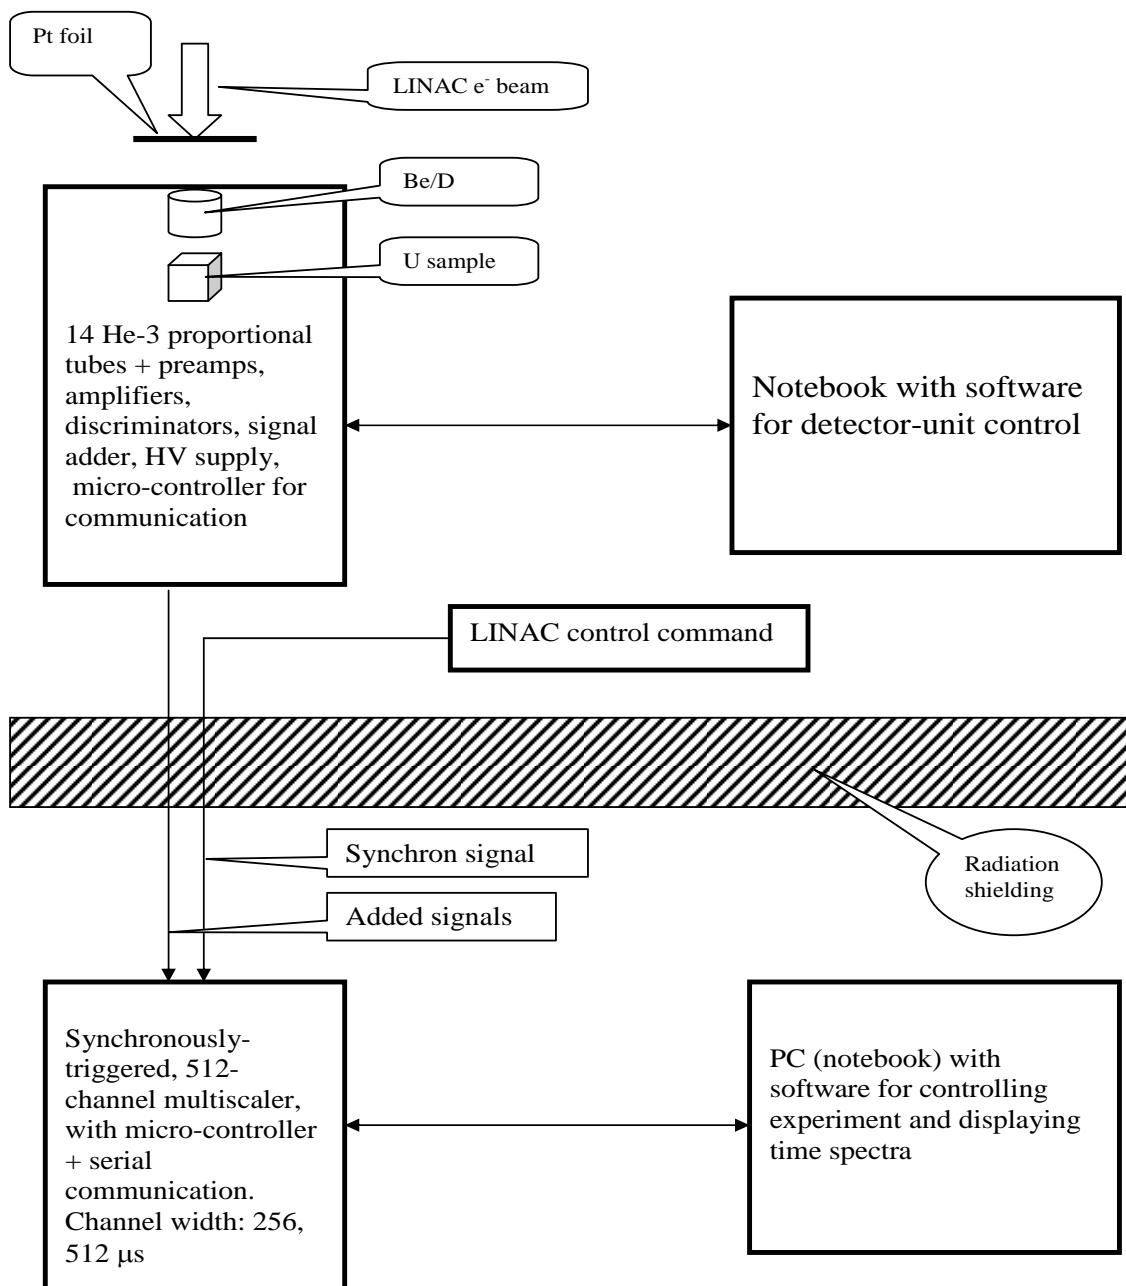 Pt foil
LINAC e⁻ beam
Be/D
U sample
14 He-3 proportional
tubes + preamps,
amplifiers,
discriminators, signal
adder, HV supply,
micro-controller for
communication
Notebook with software
for detector-unit control
LINAC control command
Synchron signal
Added signals
Radiation
shielding
Synchronously-
triggered, 512-
channel multiscaler,
with micro-controller
+ serial
communication.
Channel width: 256,
512 μs
PC (notebook) with
software for controlling
experiment and displaying
time spectra